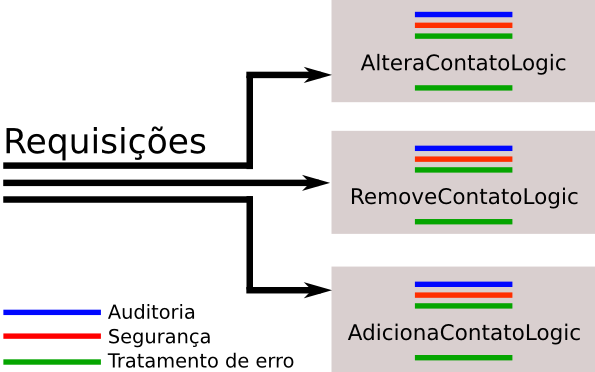 AlteraContatoLogic
Requisições
RemoveContatoLogic
Auditoria
Segurança
Tratamento de erro
AdicionaContatoLogic